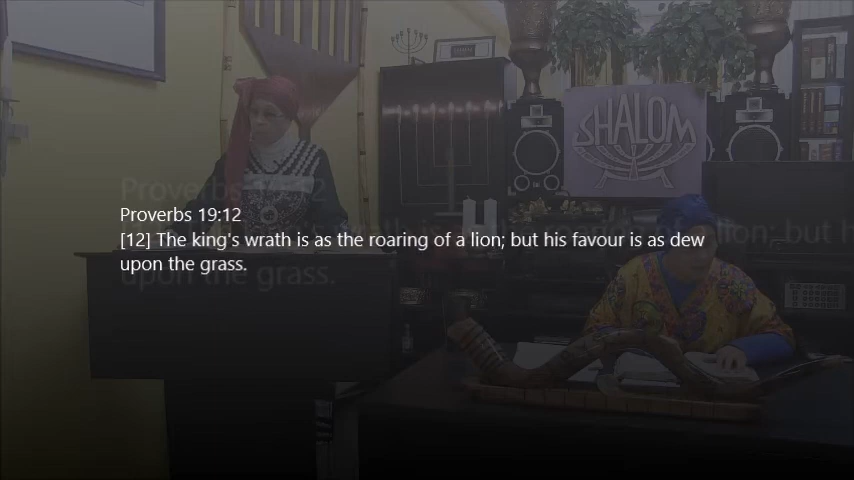 SHALOM
Proverbs 19:12
[12] The king's wrath is as the roaring of a lion; but his favour is as dew
upon the grass.